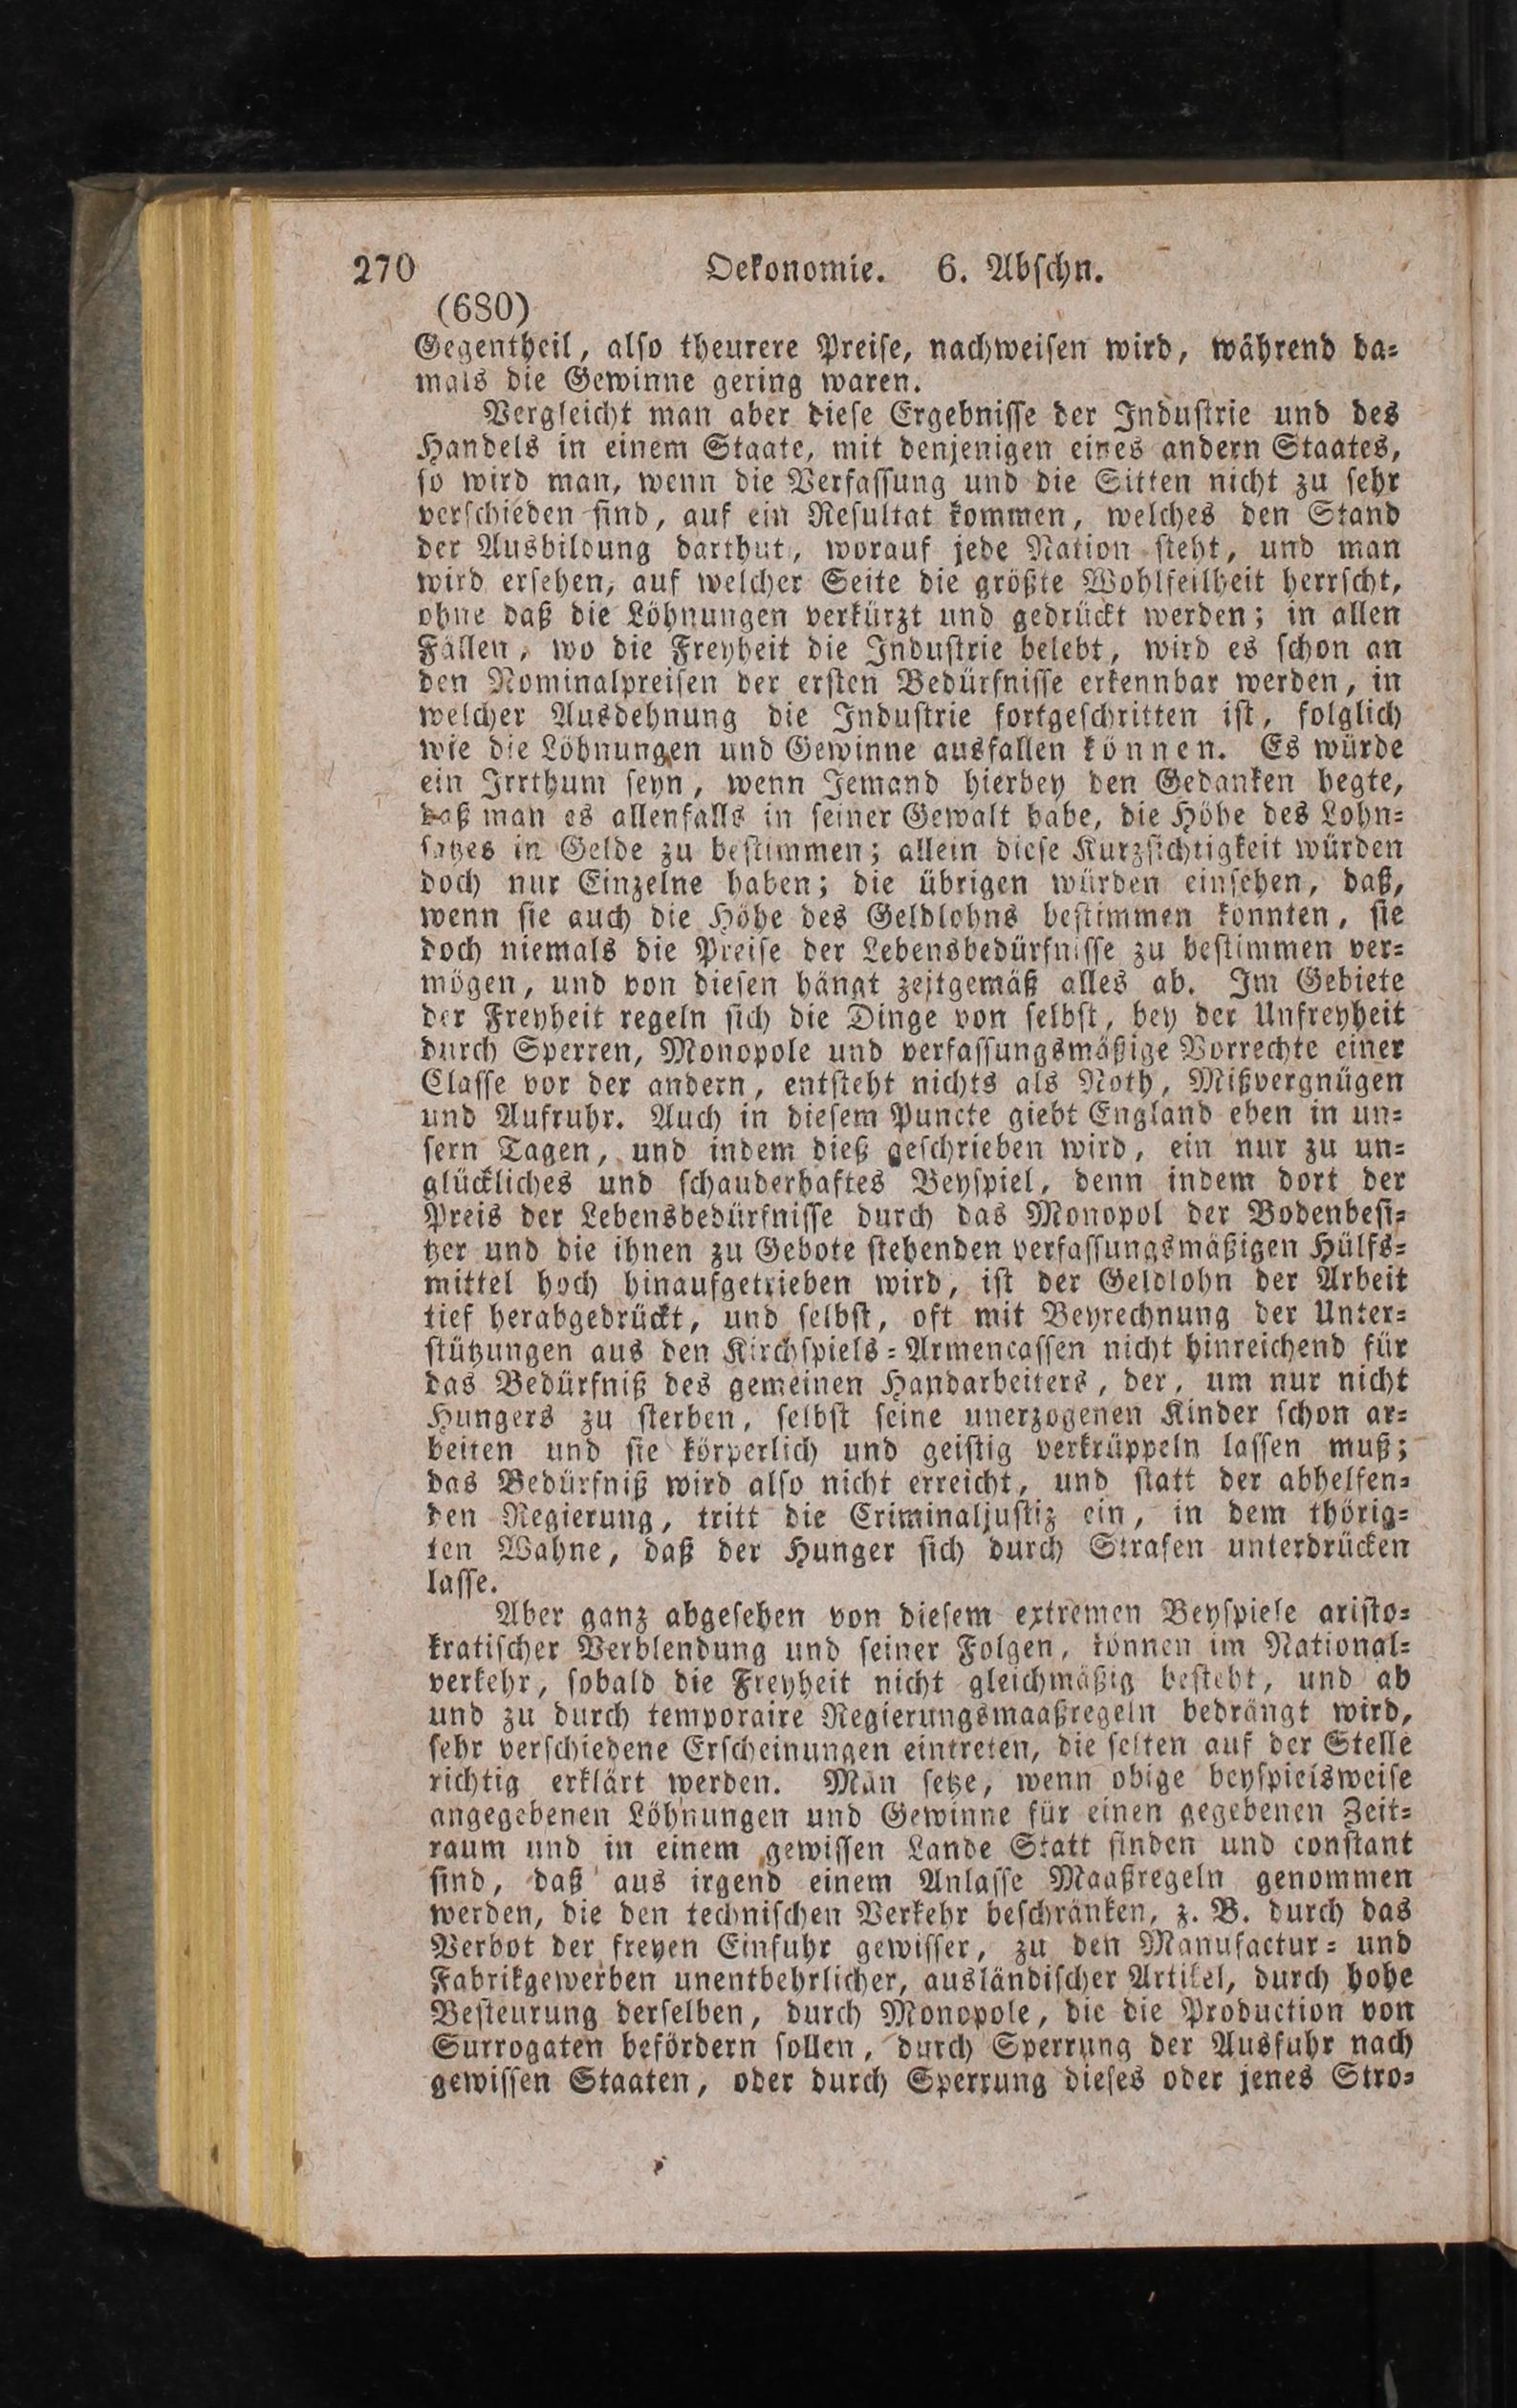 270 Oekonomie. 6. Abschn.
(680)
Gegentheil, also theurere Preise, nachweisen wird, während da-
mals die Gewinne gering waren.
Vergleicht man aber diese Ergebnisse der Industrie und des
Handels in einem Staate, mit denjenigen eines andern Staates,
so wird man, wenn die Verfassung und die Sitten nicht zu sehr
verschieden sind, auf ein Resultat kommen, welches den Stand
der Ausbildung darthut, worauf jede Nation steht, und man
wird ersehen, auf welcher Seite die größte Wohlfeilheit herrscht,
ohne daß die Löhnungen verkürzt und gedrückt werden; in allen
Fällen, wo die Freyheit die Industrie belebt, wird es schon an
den Nominalpreisen der ersten Bedürfnisse erkennbar werden, in
welcher Ausdehnung die Industrie fortgeschritten ist, folglich
wie die Löhnungen und Gewinne ausfallen können. Es würde
ein Irrthum seyn, wenn Jemand hierbey den Gedanken hegte,
daß man es allenfalls in seiner Gewalt habe, die Höhe des Lohn-
satzes in Gelde zu bestimmen; allein diese Kurzsichtigkeit würden
doch nur Einzelne haben; die übrigen würden einsehen, daß,
wenn sie auch die Höhe des Geldlohns bestimmen konnten, sie
doch niemals die Preise der Lebensbedürfnisse zu bestimmen ver-
mögen, und von diesen hängt zeitgemäß alles ab. Im Gebiete
der Freyheit regeln sich die Dinge von selbst, bey der Unfreyheit
durch Sperren, Monopole und verfassungsmäßige Vorrechte einer
Classe vor der andern, entsteht nichts als Noth, Mißvergnügen
und Aufruhr. Auch in diesem Puncte giebt England eben in un-
sern Tagen, und indem dieß geschrieben wird, ein nur zu un-
glückliches und schauderhaftes Beyspiel, denn indem dort der
Preis der Lebensbedürfnisse durch das Monopol der Bodenbesi-
tzer und die ihnen zu Gebote stehenden verfassungsmäßigen Hülfs-
mittel hoch hinaufgetrieben wird, ist der Geldlohn der Arbeit
tief herabgedrückt, und selbst, oft mit Beyrechnung der Unter-
stützungen aus den Kirchspiels-Armencassen nicht hinreichend für
das Bedürfniß des gemeinen Handarbeiters, der, um nur nicht
Hungers zu sterben, selbst seine unerzogenen Kinder schon ar-
beiten und sie körperlich und geistig verkrüppeln lassen muß;
das Bedürfniß wird also nicht erreicht, und statt der abhelfen-
den Regierung, tritt die Criminaljustiz ein, in dem thörig-
ten Wahne, daß der Hunger sich durch Strafen unterdrücken
lasse.
Aber ganz abgesehen von diesem extremen Beyspiele aristo-
kratischer Verblendung und seiner Folgen, können im National-
verkehr, sobald die Freyheit nicht gleichmäßig besteht, und ab
und zu durch temporaire Regierungsmaaßregeln bedrängt wird,
sehr verschiedene Erscheinungen eintreten, die selten auf der Stelle
richtig erklärt werden. Man setze, wenn obige beyspielsweise
angegebenen Löhnungen und Gewinne für einen gegebenen Zeit-
raum und in einem gewissen Lande Statt finden und constant
sind, daß aus irgend einem Anlasse Maaßregeln genommen
werden, die den technischen Verkehr beschränken, z. B. durch das
Verbot der freyen Einfuhr gewisser, zu den Manufactur- und
Fabrikgewerben unentbehrlicher, ausländischer Artikel, durch hohe
Besteurung derselben, durch Monopole, die die Production von
Surrogaten befördern sollen, durch Sperrung der Ausfuhr nach
gewissen Staaten, oder durch Sperrung dieses oder jenes Stro-